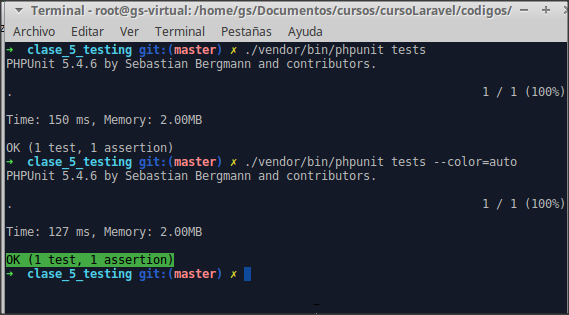 Terminal - root@gs-virtual: /home/gs/Documentos/cursos/cursoLaravel/codigos/
Archivo Editar Ver Terminal Pestañas Ayuda
➜ clase_5_testing git:(master) ✗ ./vendor/bin/phpunit tests
PHPUnit 5.4.6 by Sebastian Bergmann and contributors.
. 1 / 1 (100%)
Time: 150 ms, Memory: 2.00MB
OK (1 test, 1 assertion)
➜ clase_5_testing git:(master) ✗ ./vendor/bin/phpunit tests --color=auto
PHPUnit 5.4.6 by Sebastian Bergmann and contributors.
. 1 / 1 (100%)
Time: 127 ms, Memory: 2.00MB
OK (1 test, 1 assertion)
➜ clase_5_testing git:(master) ✗